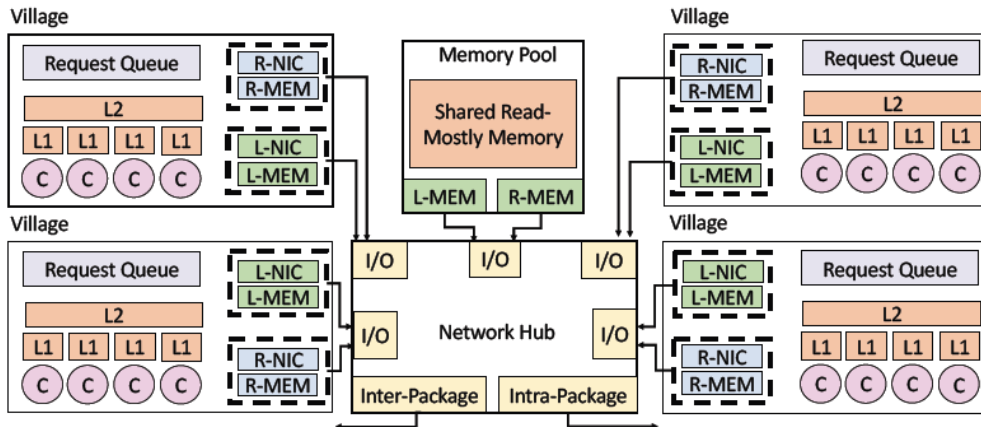 Village
Request Queue
R-NIC
R-MEM
L2
L1 L1 L1 L1
L-NIC
L-MEM
C C C C
Memory Pool
Shared Read-
Mostly Memory
L-MEM R-MEM
Village
R-NIC
R-MEM
Request Queue
L2
L-NIC
L-MEM
L1 L1 L1 L1
C C C C
Village
Request Queue
L-NIC
L-MEM
L2
L1 L1 L1 L1
R-NIC
R-MEM
C C C C
I/O I/O I/O
I/O Network Hub I/O
Inter-Package Intra-Package
Village
L-NIC
L-MEM
Request Queue
L2
R-NIC
R-MEM
L1 L1 L1 L1
C C C C